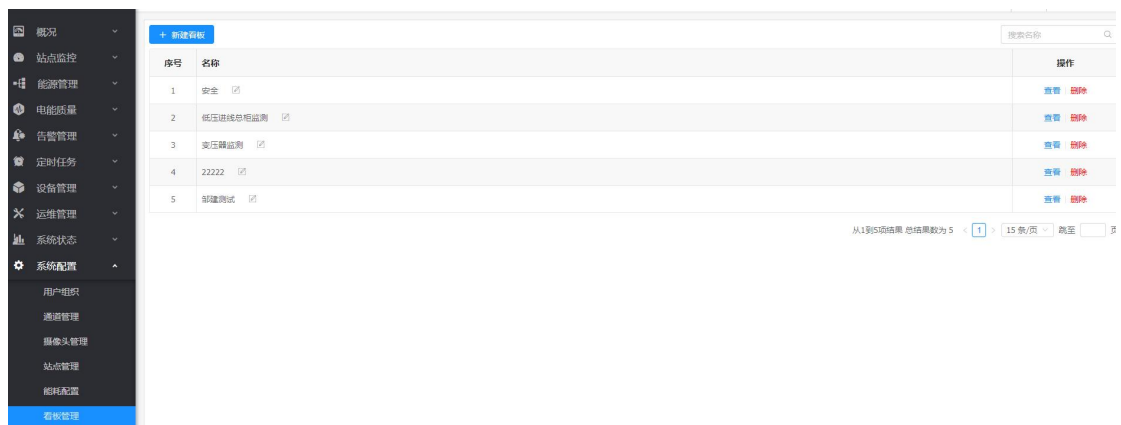 概况
站点监控
能源管理
电能质量
告警管理
定时任务
设备管理
运维管理
系统状态
系统配置
用户组织
通道管理
摄像头管理
站点管理
能耗配置
看板管理
+ 新建看板
搜索名称
序号 名称 操作
1 安全 查看 删除
2 低压进线总柜监测 查看 删除
3 变压器监测 查看 删除
4 22222 查看 删除
5 邹建测试 查看 删除
从1到5项结果 总结果数为 5 < 1 > 15 条/页 跳至 页